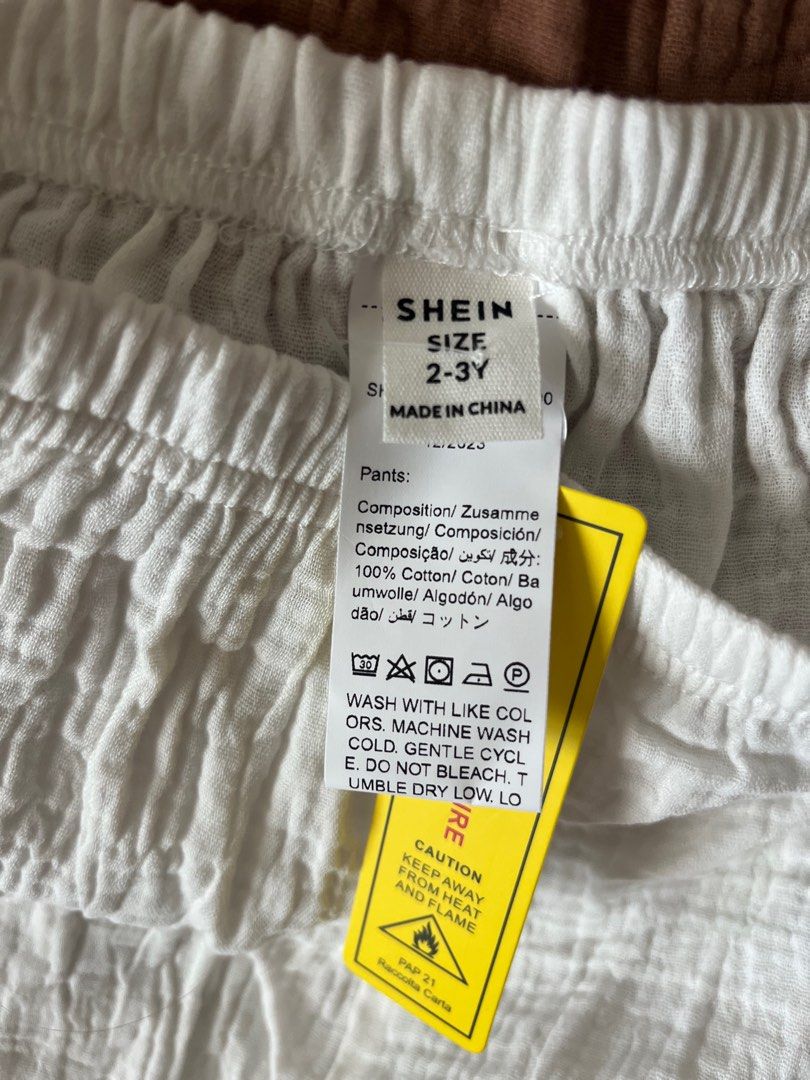 SHEIN
SIZE
2-3Y
MADE IN CHINA
12/2023
Pants:
Composition/ Zusamme
nsetzung/ Composición/
Composição/ تكوين/ 成分:
100% Cotton/ Coton/ Ba
umwolle/ Algodón/ Algo
dão/ قطن/ コットン
30
P
WASH WITH LIKE COL
ORS. MACHINE WASH
COLD. GENTLE CYCL
E. DO NOT BLEACH. T
UMBLE DRY LOW. LO
CAUTION
KEEP AWAY
FROM HEAT
AND FLAME
PAP 21
Raccolta Carta